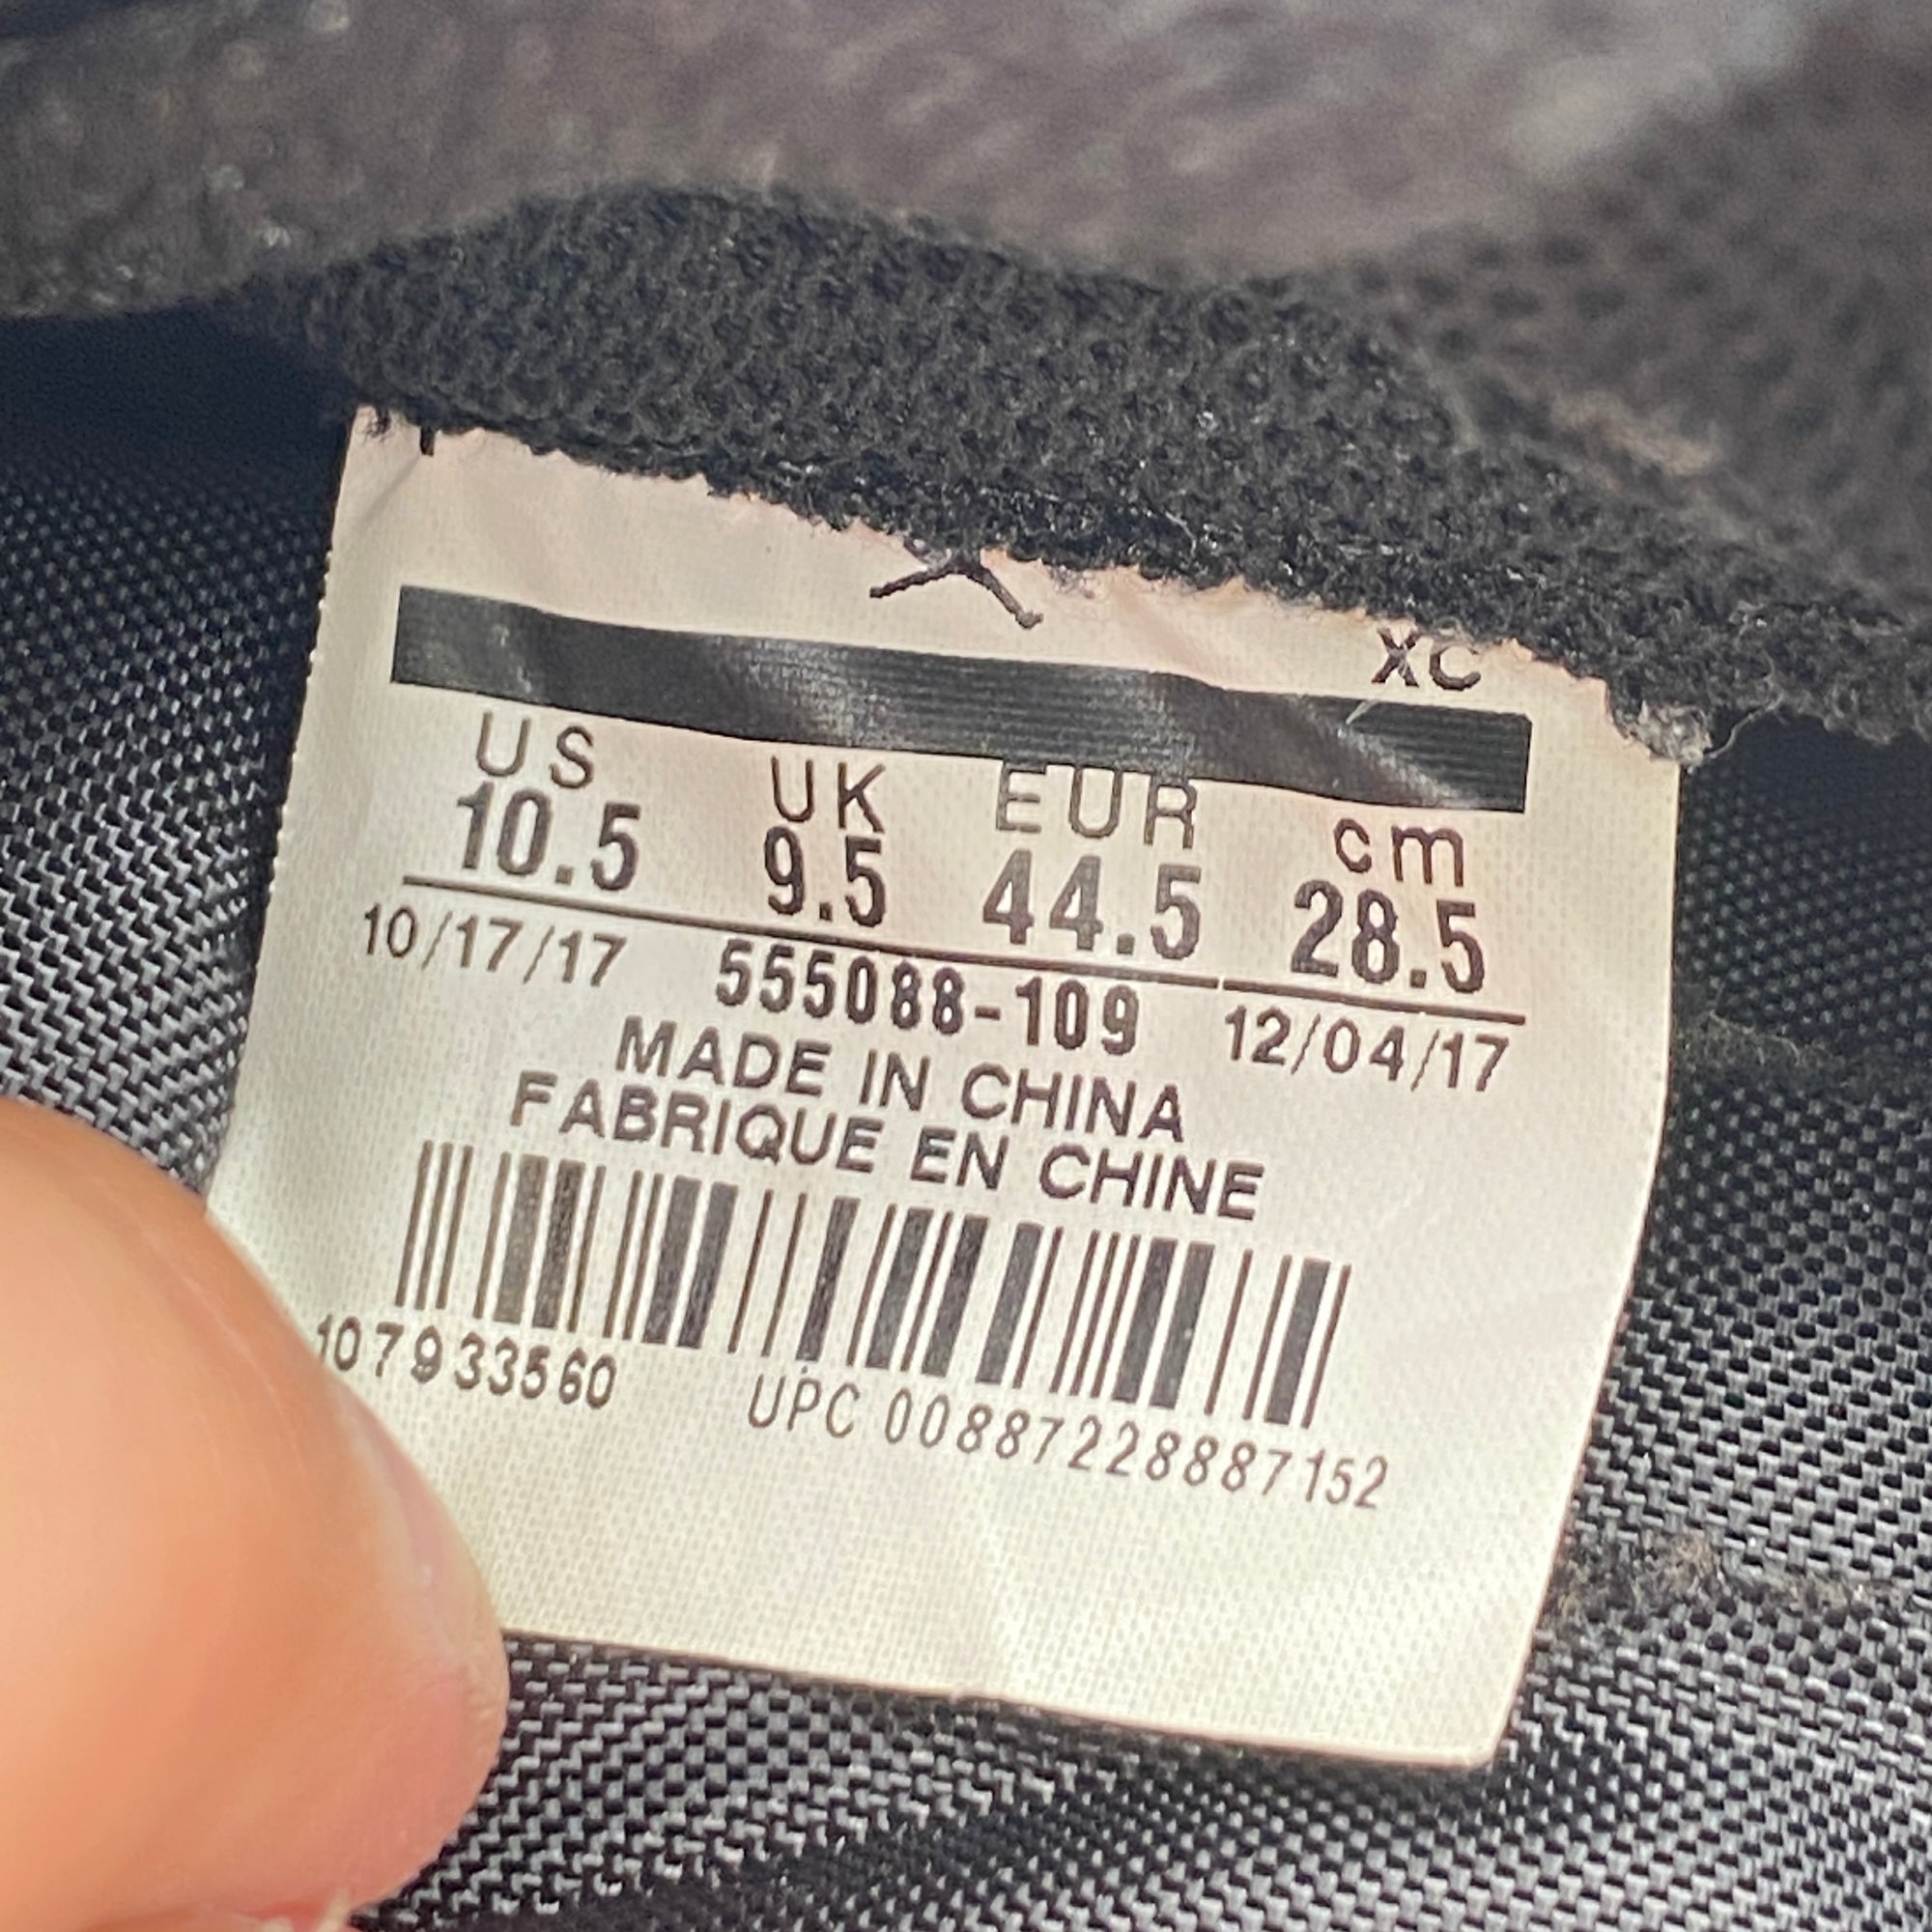 XC
US UK EUR cm
10.5 9.5 44.5 28.5
10/17/17 555088-109 12/04/17
MADE IN CHINA
FABRIQUE EN CHINE
107933560 UPC 00887228887152